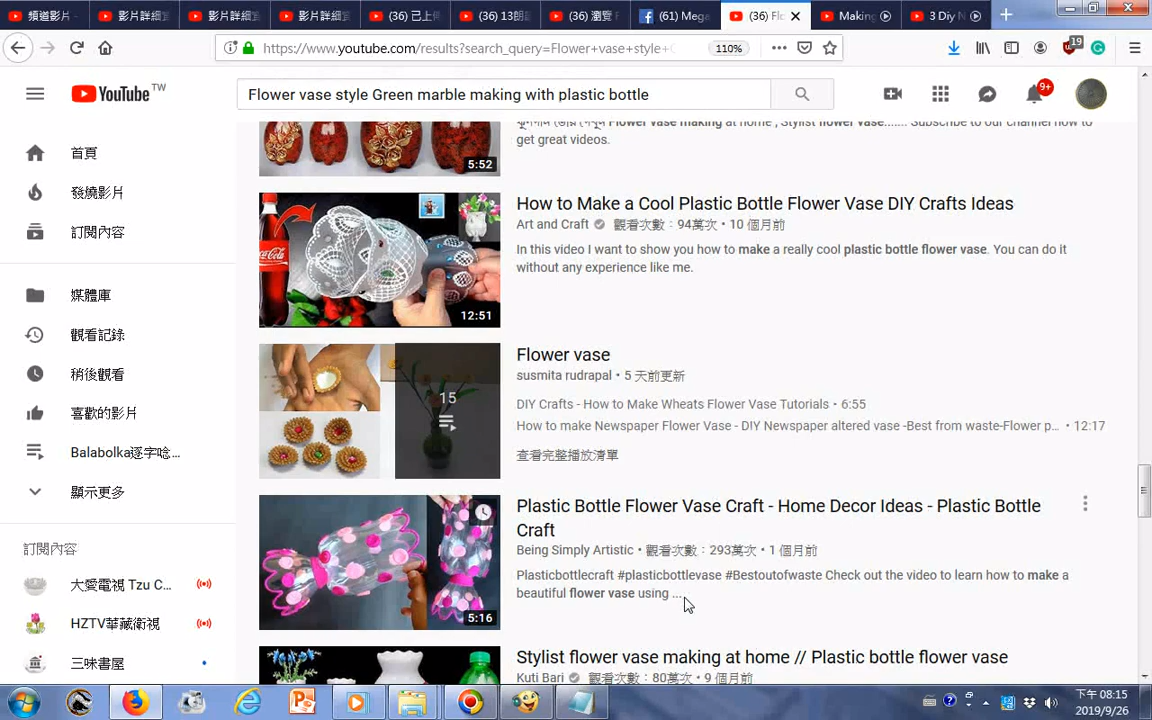 頻道管
影片詳細資
影片詳細資
影片詳細資
(36) 已上傳
(36) 13朗
(36) 瀏覽 F
(61) Mega
(36) Flo
Making
3 Diy N
https://www.youtube.com/results?search_query=Flower+vase+style+
110%
19
YouTube TW
Flower vase style Green marble making with plastic bottle
9+
首頁
發燒影片
訂閱內容
媒體庫
觀看記錄
稍後觀看
喜歡的影片
Balabolka逐字唸...
顯示更多
訂閱內容
大愛電視 Tzu C...
HZTV華藏衛視
三味書屋
Flower vase making at home , Stylist flower vase....... Subscribe to our channel how to
get great videos.
5:52
How to Make a Cool Plastic Bottle Flower Vase DIY Crafts Ideas
Art and Craft 觀看次數：94萬次 • 10 個月前
In this video I want to show you how to make a really cool plastic bottle flower vase. You can do it
without any experience like me.
Coca-Cola
12:51
Flower vase
susmita rudrapal • 5 天前更新
DIY Crafts - How to Make Wheats Flower Vase Tutorials • 6:55
How to make Newspaper Flower Vase - DIY Newspaper altered vase -Best from waste-Flower p... • 12:17
查看完整播放清單
15
Plastic Bottle Flower Vase Craft - Home Decor Ideas - Plastic Bottle
Craft
Being Simply Artistic • 觀看次數：293萬次 • 1 個月前
Plasticbottlecraft #plasticbottlevase #Bestoutofwaste Check out the video to learn how to make a
beautiful flower vase using ...
5:16
Stylist flower vase making at home // Plastic bottle flower vase
Kuti Bari 觀看次數：80萬次 • 9 個月前
下午 08:15
2019/9/26